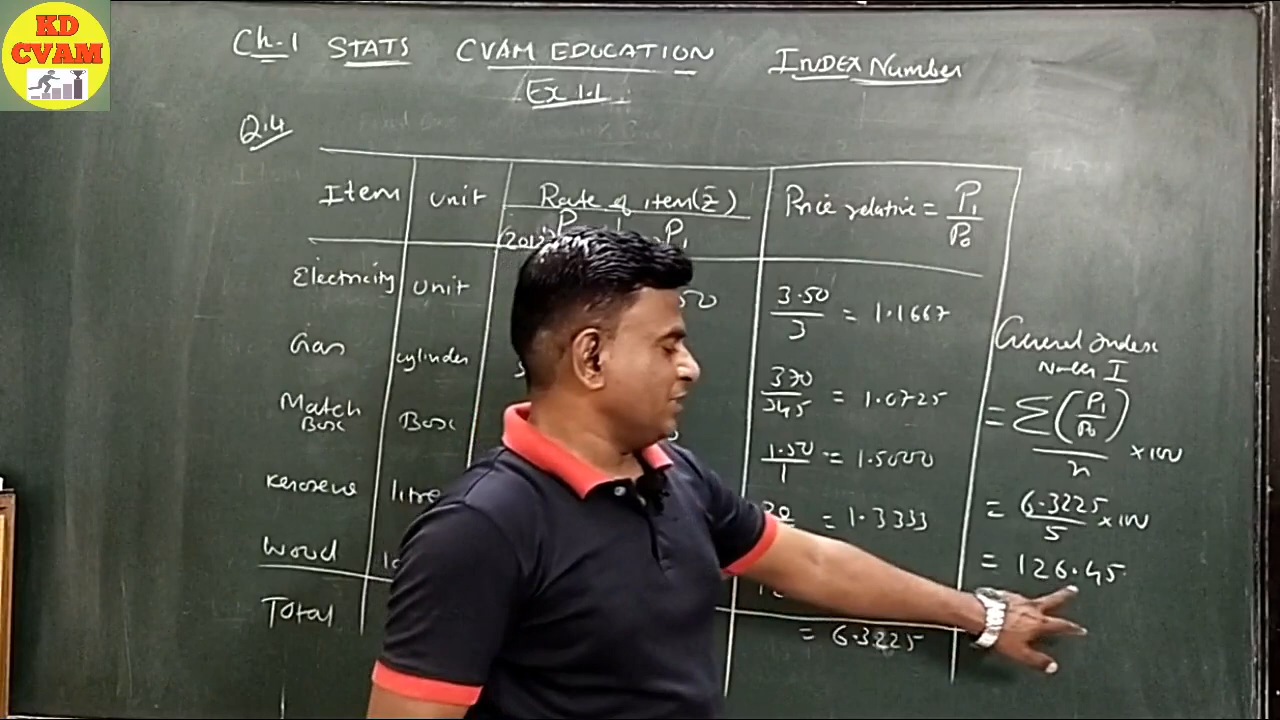 KD
CVAM
Ch-1 STATS CVAM EDUCATION INDEX Number
Ex 1.1
Q.4
Item unit Rate of item(₹) Price relative = P₁/P₀
P₁
Electricity unit 50 3.50/3 = 1.1667
Gas cylinder 370/345 = 1.0725
Match Box Box 1.50/1 = 1.5000
Kerosene litre = 1.3333
Wood
Total = 6.3225
General Index
Number I
= Σ(P₁/P₀)/n × 100
= 6.3225/5 × 100
= 126.45